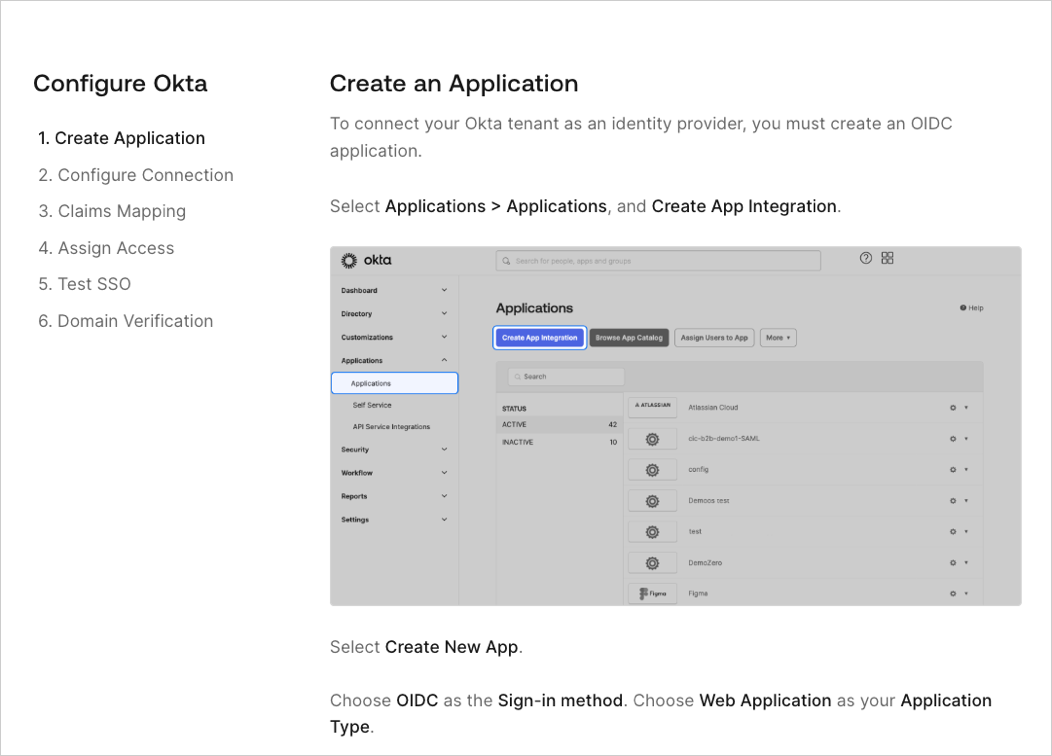 Configure Okta
1. Create Application
2. Configure Connection
3. Claims Mapping
4. Assign Access
5. Test SSO
6. Domain Verification
Create an Application
To connect your Okta tenant as an identity provider, you must create an OIDC
application.
Select Applications > Applications, and Create App Integration.
okta
Search for people, apps and groups
Dashboard
Directory
Customizations
Applications
Applications
Self Service
API Service Integrations
Security
Workflow
Reports
Settings
Applications
Help
Create App Integration
Browse App Catalog
Assign Users to App
More
Search
STATUS
ACTIVE 42
INACTIVE 10
ATLASSIAN
Atlassian Cloud
cic-b2b-demo1-SAML
config
Demoos test
test
DemoZero
Figma
Figma
Select Create New App.
Choose OIDC as the Sign-in method. Choose Web Application as your Application
Type.